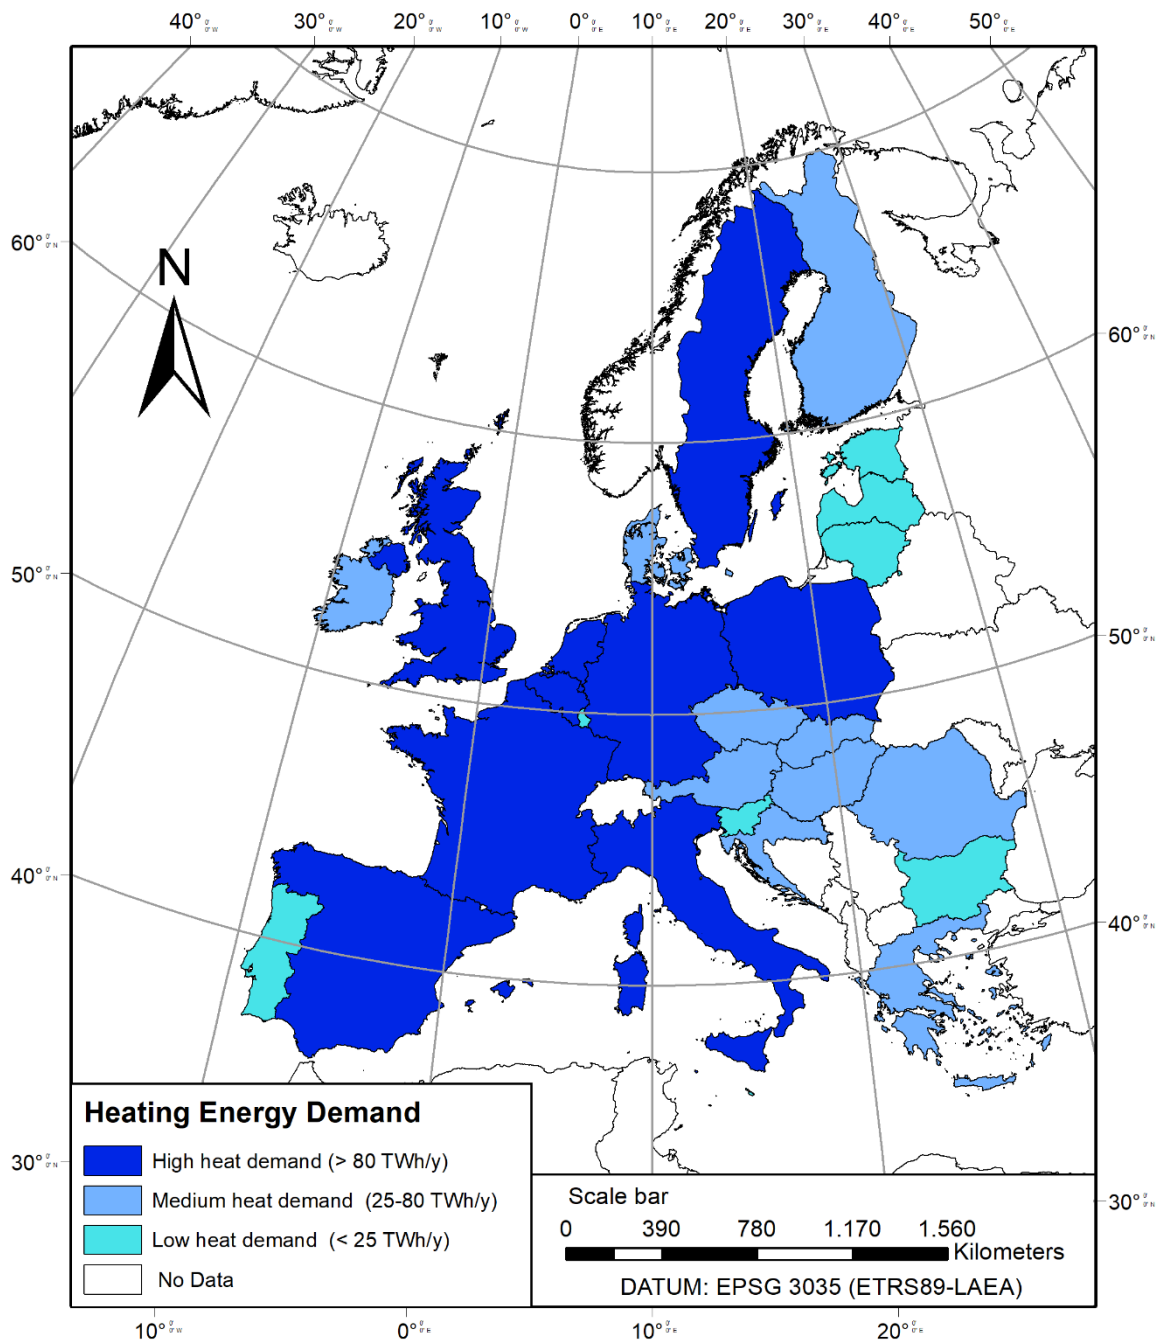 40° 30° 20° 10° 0° 10° 20° 30° 40° 50°
60°
N
60°
50°
50°
40°
40°
Heating Energy Demand
High heat demand (> 80 TWh/y)
Medium heat demand (25-80 TWh/y)
Low heat demand (< 25 TWh/y)
No Data
30°
Scale bar
0 390 780 1.170 1.560
Kilometers
DATUM: EPSG 3035 (ETRS89-LAEA)
30°
10° 0° 10° 20°